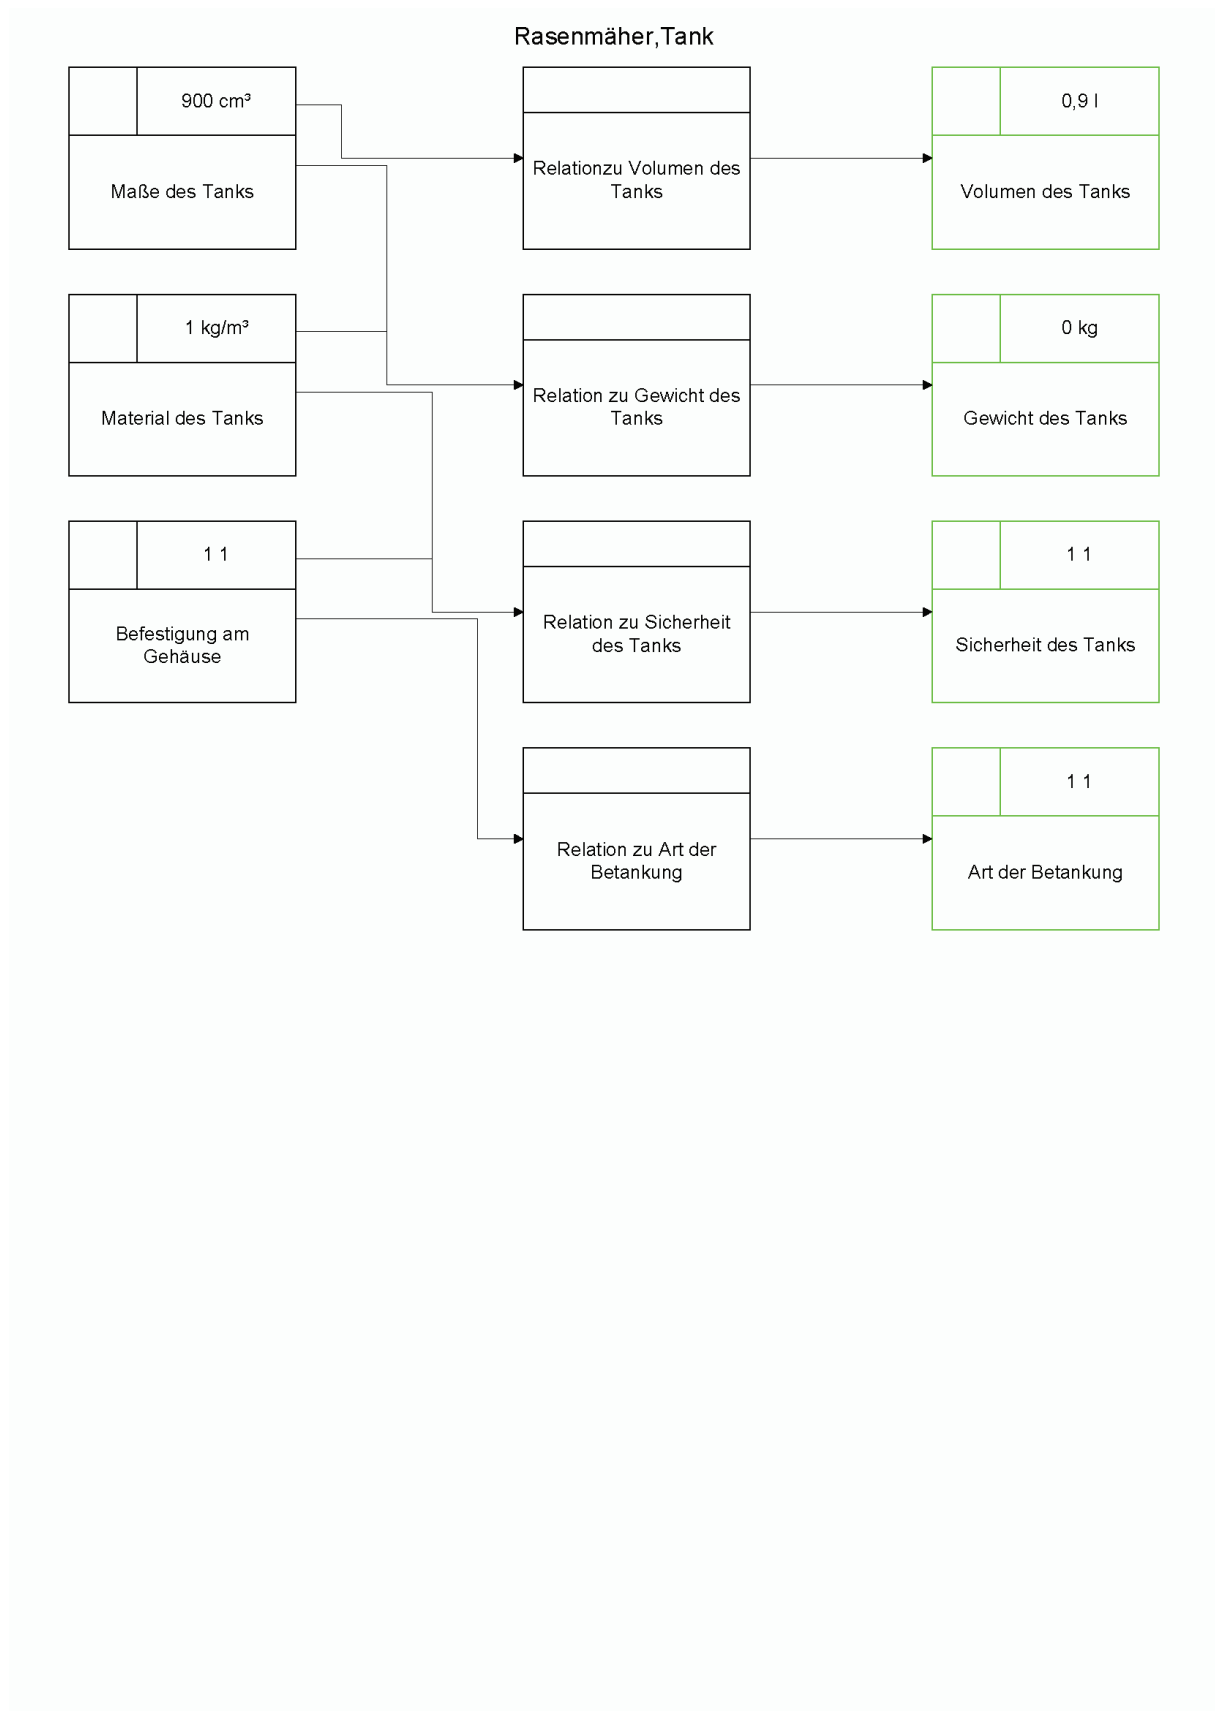 Rasenmäher,Tank
900 cm³
Maße des Tanks
Relationzu Volumen des
Tanks
0,9 l
Volumen des Tanks
1 kg/m³
Material des Tanks
Relation zu Gewicht des
Tanks
0 kg
Gewicht des Tanks
1 1
Befestigung am
Gehäuse
Relation zu Sicherheit
des Tanks
1 1
Sicherheit des Tanks
Relation zu Art der
Betankung
1 1
Art der Betankung